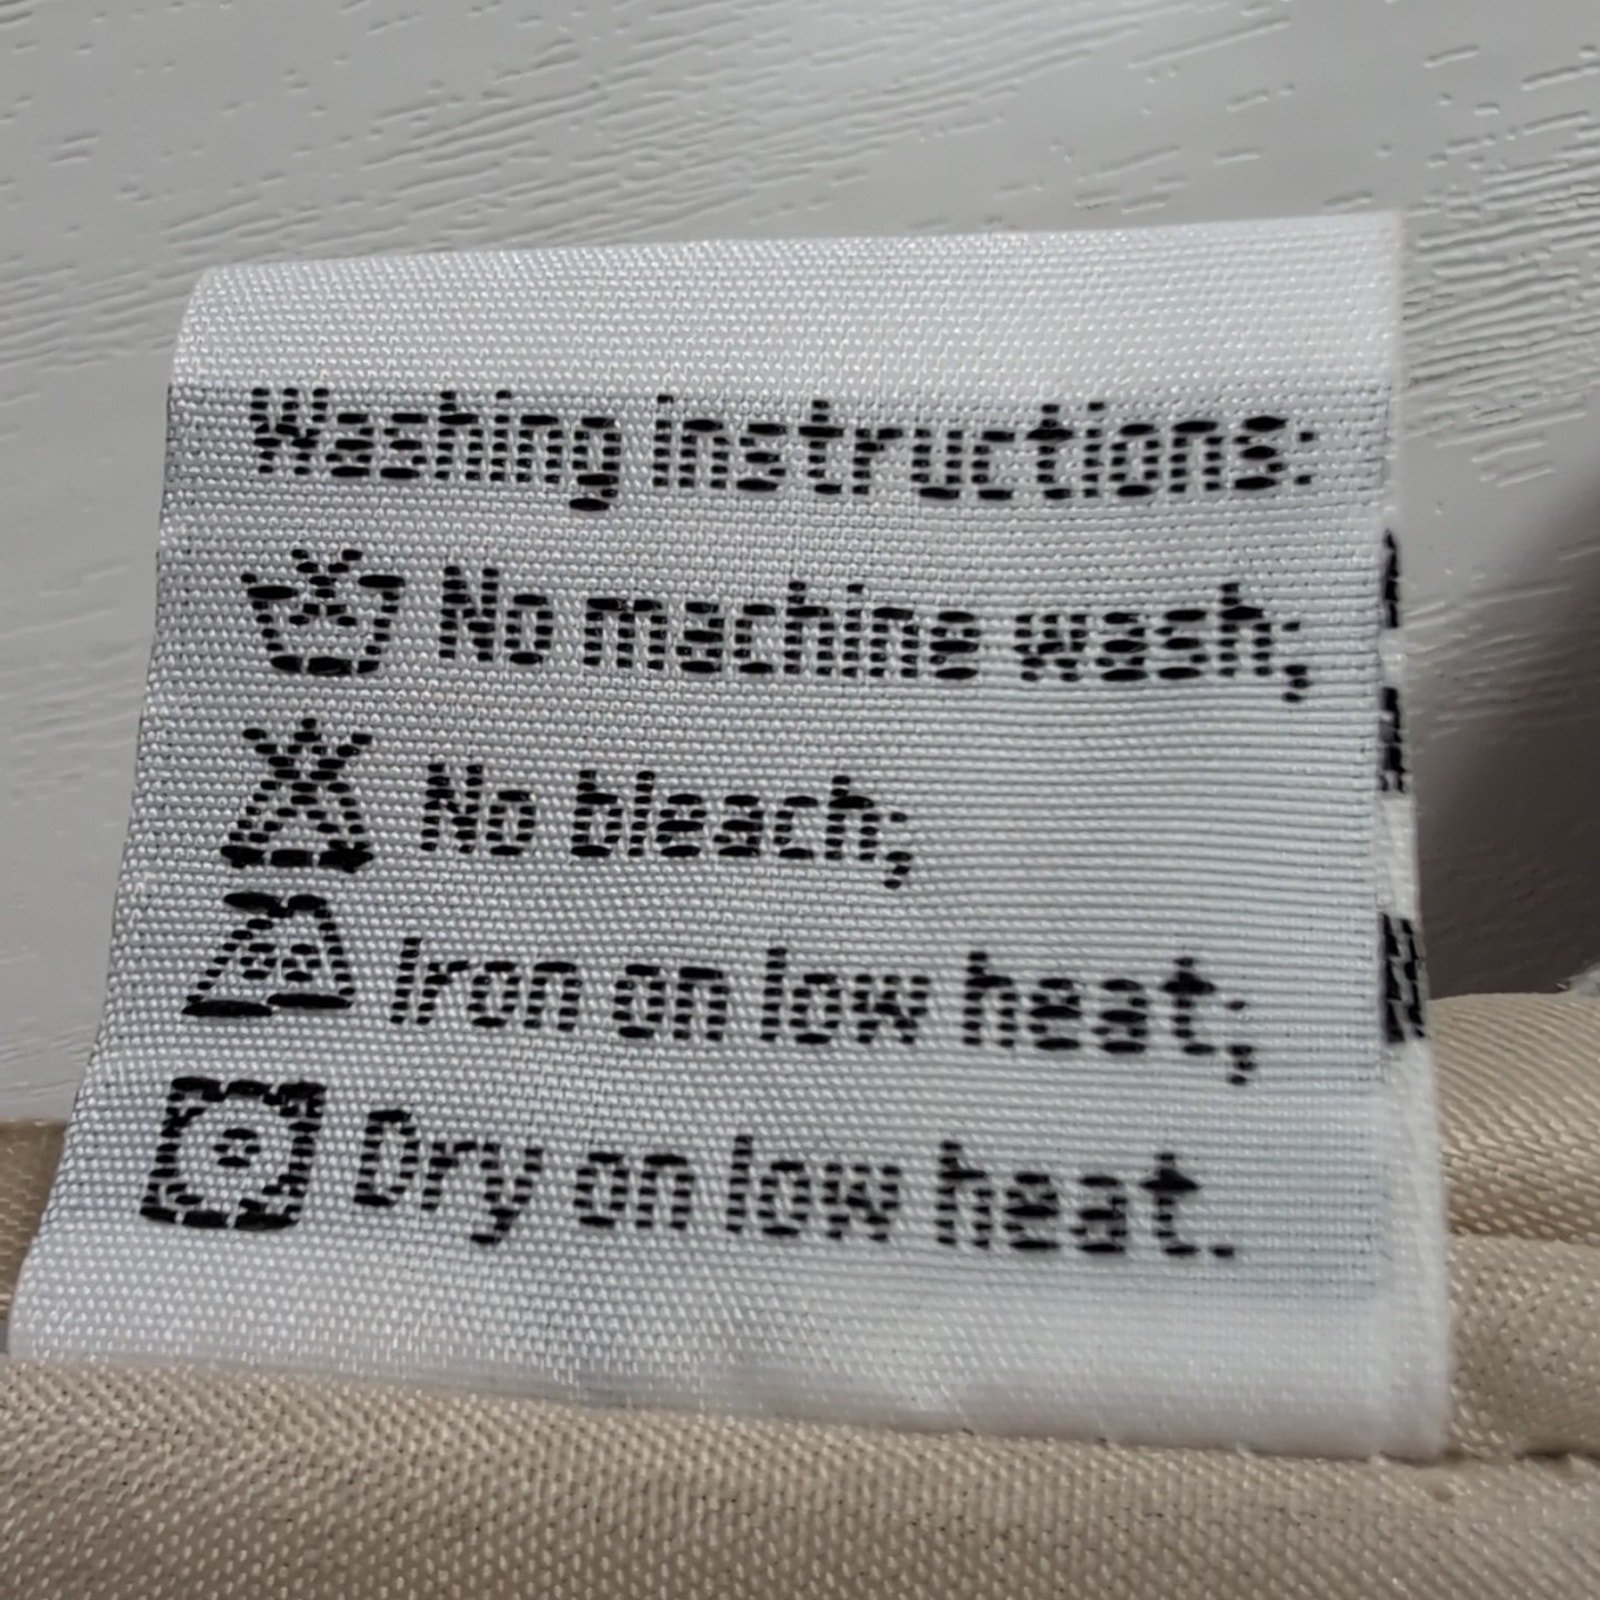 Washing instructions:
No machine wash;
No bleach;
Iron on low heat;
Dry on low heat.